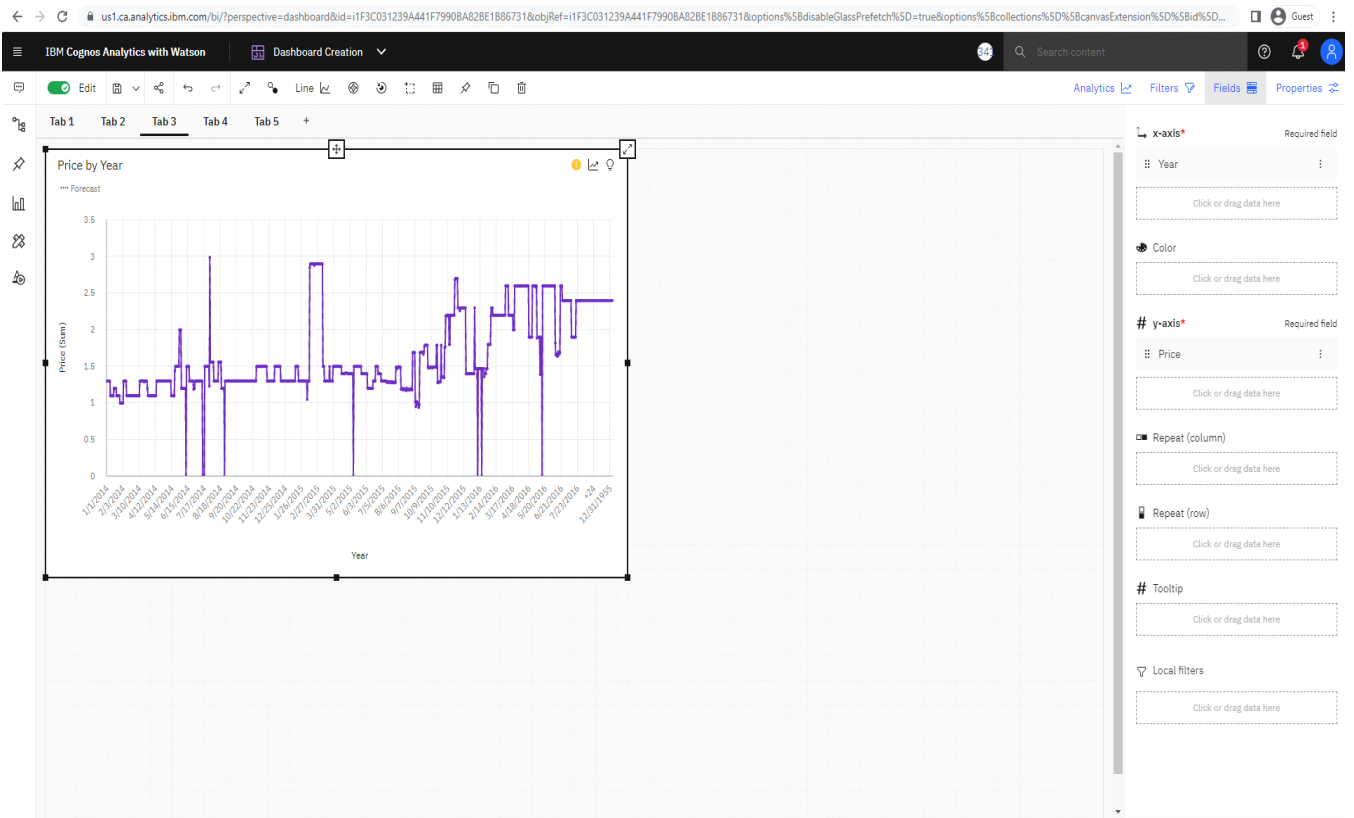 us1.ca.analytics.ibm.com/bi/?perspective=dashboard&id=i1F3C031239A441F7990BA82BE1B86731&objRef=i1F3C031239A441F7990BA82BE1B86731&options%5BdisableGlassPrefetch%5D=true&options%5Bcollections%5D%5BcanvasExtension%5D%5Bid%5D... Guest
IBM Cognos Analytics with Watson Dashboard Creation 343 Search content 1
Edit Line Analytics Filters Fields Properties
Tab 1 Tab 2 Tab 3 Tab 4 Tab 5 +
x-axis* Required field
Year
Click or drag data here
Color
Click or drag data here
# y-axis* Required field
Price
Click or drag data here
Repeat (column)
Click or drag data here
Repeat (row)
Click or drag data here
# Tooltip
Click or drag data here
Local filters
Click or drag data here
Price by Year
Forecast
3.5
3
2.5
2
1.5
1
0.5
0
Price (Sum)
1/1/2014 2/3/2014 3/10/2014 4/12/2014 5/14/2014 6/15/2014 7/17/2014 8/18/2014 9/20/2014 10/22/2014 11/23/2014 12/25/2014 1/26/2015 2/27/2015 3/31/2015 5/2/2015 6/3/2015 7/5/2015 8/6/2015 9/7/2015 10/9/2015 11/10/2015 12/12/2015 1/13/2016 2/14/2016 3/17/2016 4/18/2016 5/20/2016 6/21/2016 7/23/2016 +24 12/31/1955
Year